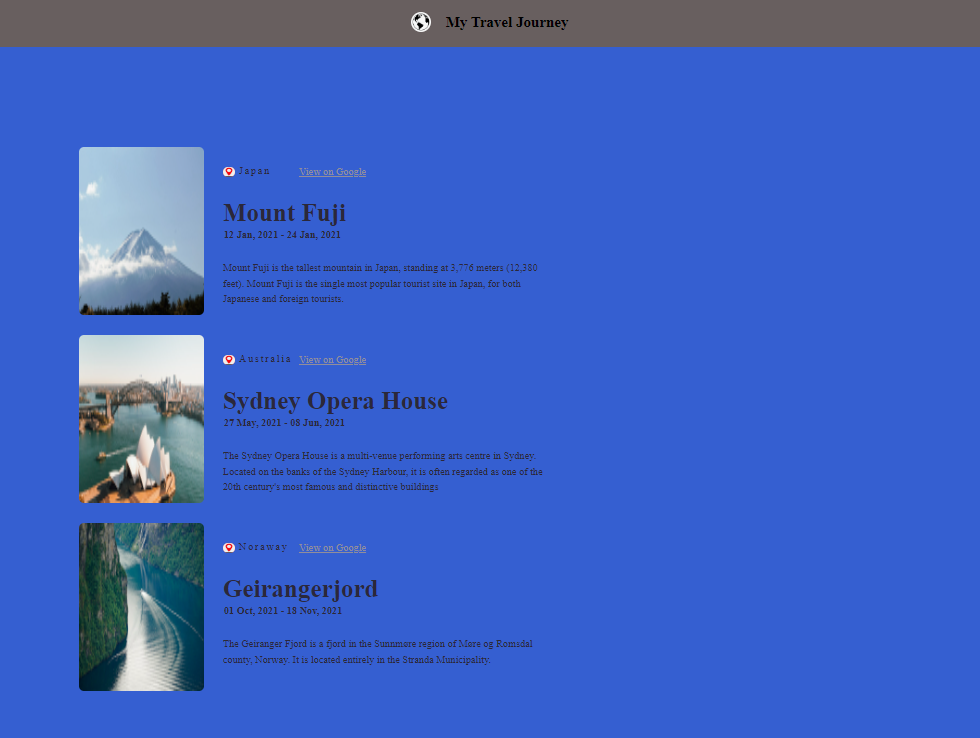 My Travel Journey
Japan View on Google
Mount Fuji
12 Jan, 2021 - 24 Jan, 2021
Mount Fuji is the tallest mountain in Japan, standing at 3,776 meters (12,380
feet). Mount Fuji is the single most popular tourist site in Japan, for both
Japanese and foreign tourists.
Australia View on Google
Sydney Opera House
27 May, 2021 - 08 Jun, 2021
The Sydney Opera House is a multi-venue performing arts centre in Sydney.
Located on the banks of the Sydney Harbour, it is often regarded as one of the
20th century's most famous and distinctive buildings
Noraway View on Google
Geirangerjord
01 Oct, 2021 - 18 Nov, 2021
The Geiranger Fjord is a fjord in the Sunnmore region of Møre og Romsdal
county, Norway. It is located entirely in the Stranda Municipality.